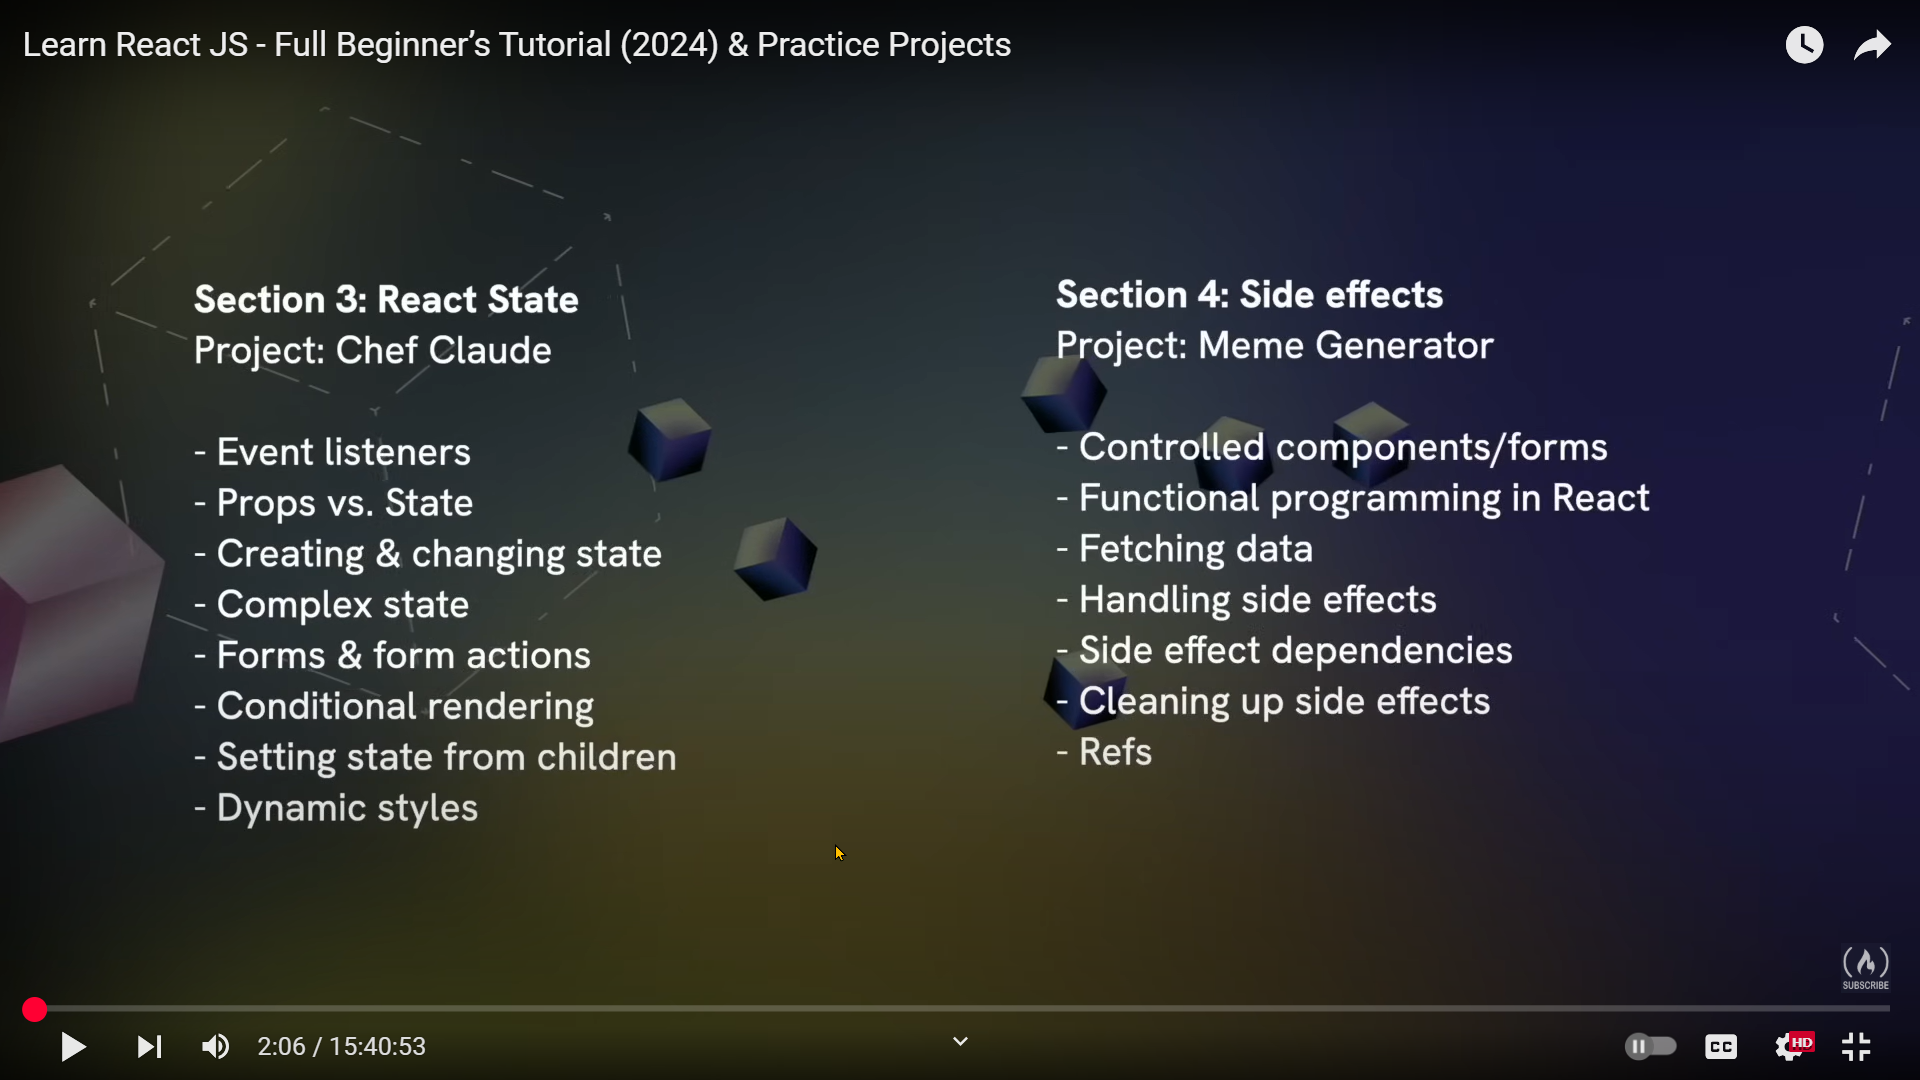 Learn React JS - Full Beginner’s Tutorial (2024) & Practice Projects
Section 3: React State
Project: Chef Claude
- Event listeners
- Props vs. State
- Creating & changing state
- Complex state
- Forms & form actions
- Conditional rendering
- Setting state from children
- Dynamic styles
Section 4: Side effects
Project: Meme Generator
- Controlled components/forms
- Functional programming in React
- Fetching data
- Handling side effects
- Side effect dependencies
- Cleaning up side effects
- Refs
SUBSCRIBE
2:06 / 15:40:53
CC
HD